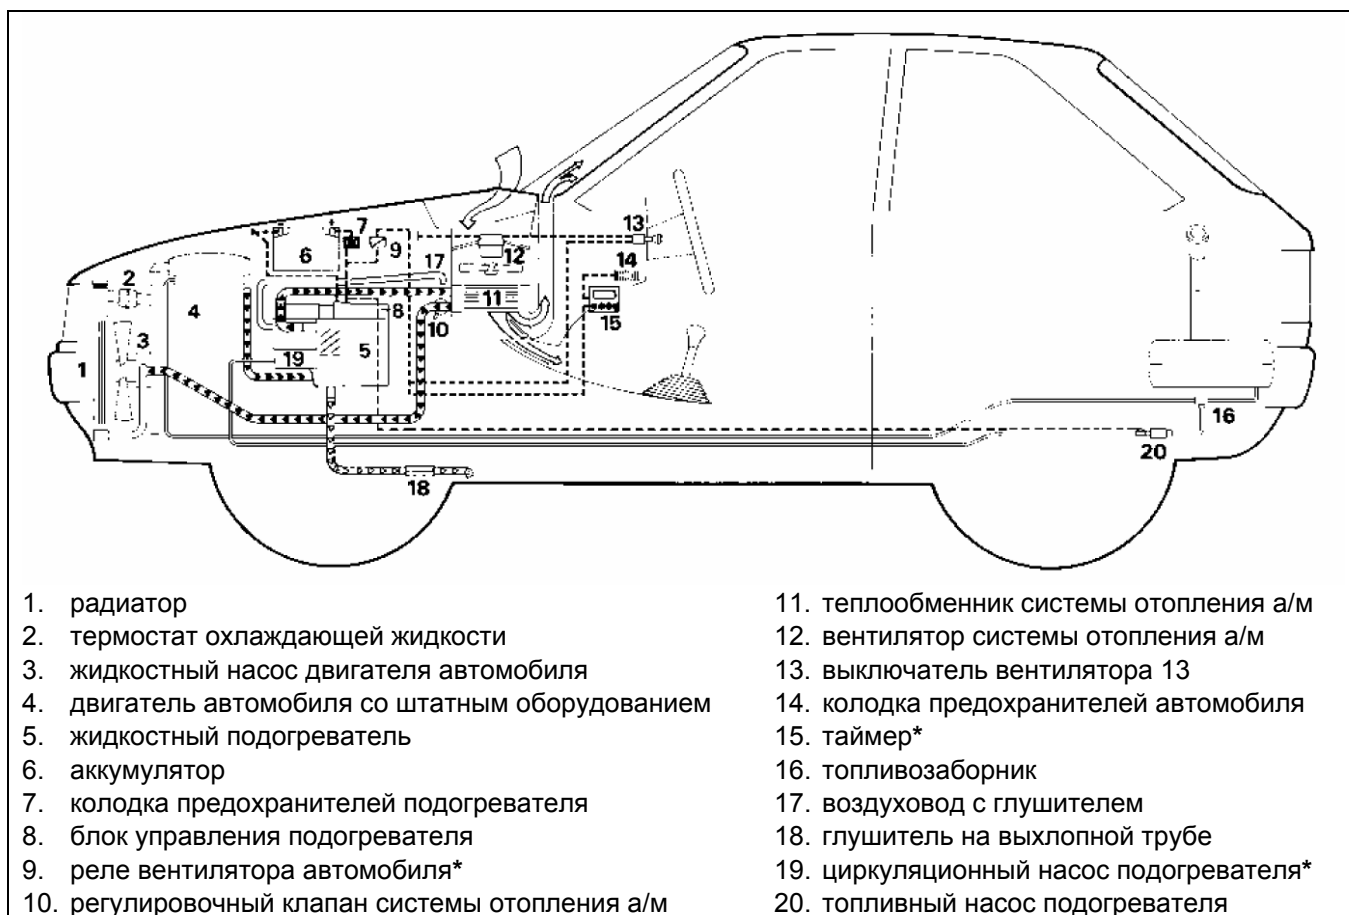 7
13
6
9
12
17
14
2
11
4
8
15
10
3
5
19
1
16
20
18
1. радиатор
2. термостат охлаждающей жидкости
3. жидкостный насос двигателя автомобиля
4. двигатель автомобиля со штатным оборудованием
5. жидкостный подогреватель
6. аккумулятор
7. колодка предохранителей подогревателя
8. блок управления подогревателя
9. реле вентилятора автомобиля*
10. регулировочный клапан системы отопления а/м
11. теплообменник системы отопления а/м
12. вентилятор системы отопления а/м
13. выключатель вентилятора 13
14. колодка предохранителей автомобиля
15. таймер*
16. топливозаборник
17. воздуховод с глушителем
18. глушитель на выхлопной трубе
19. циркуляционный насос подогревателя*
20. топливный насос подогревателя